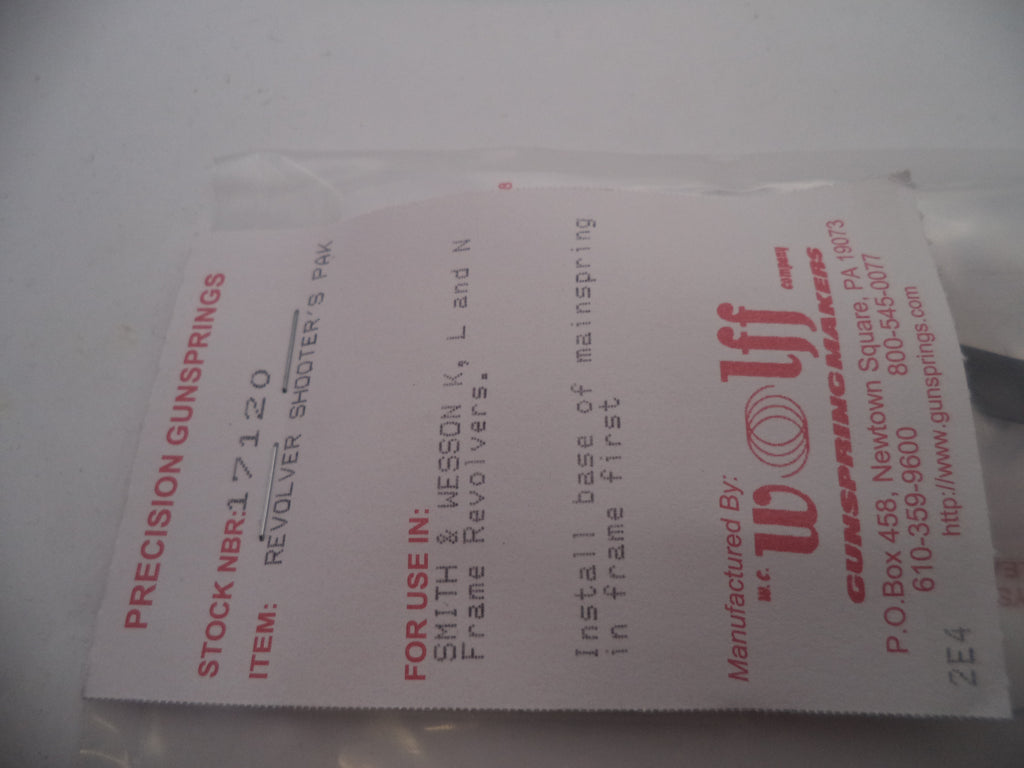 PRECISION GUNSPRINGS
STOCK NBR:17120
ITEM: REVOLVER SHOOTER'S PAK
8
FOR USE IN:
SMITH & WESSON K, L and N
Frame Revolvers.
Install base of mainspring
in frame first
Manufactured By:
W.C. Wolff company
GUNSPRINGMAKERS
P.O.Box 458, Newtown Square, PA 19073
610-359-9600 800-545-0077
http://www.gunsprings.com
2E4